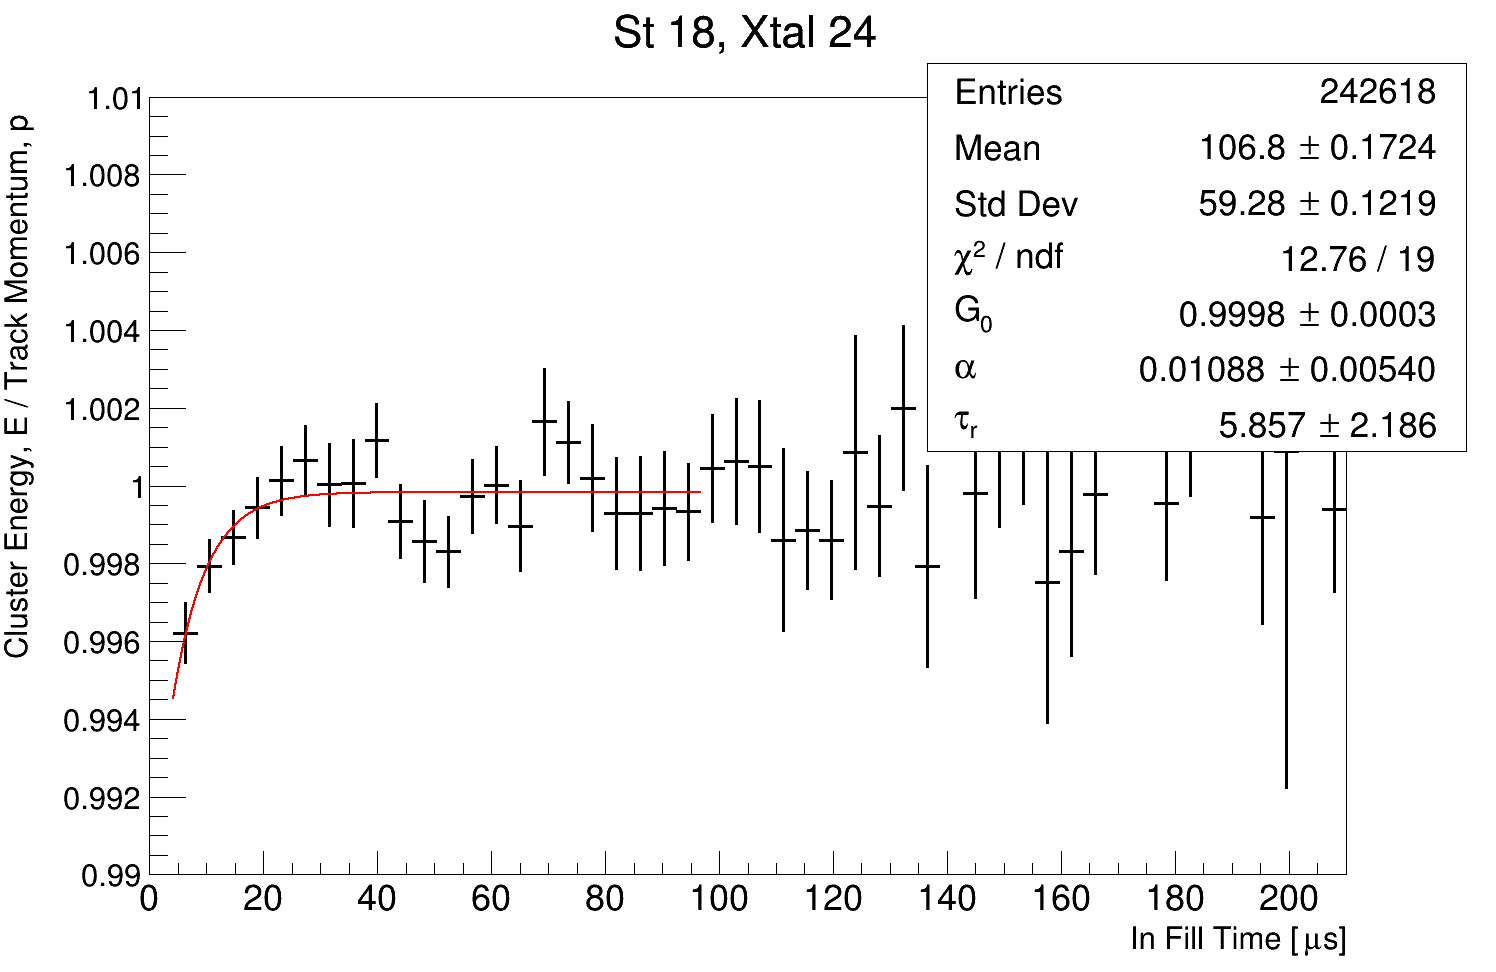 St 18, Xtal 24
Entries 242618
Mean 106.8 ± 0.1724
Std Dev 59.28 ± 0.1219
χ² / ndf 12.76 / 19
G₀ 0.9998 ± 0.0003
α 0.01088 ± 0.00540
τᵣ 5.857 ± 2.186
Cluster Energy, E / Track Momentum, p
1.01
1.008
1.006
1.004
1.002
1
0.998
0.996
0.994
0.992
0.99
0 20 40 60 80 100 120 140 160 180 200
In Fill Time [μs]